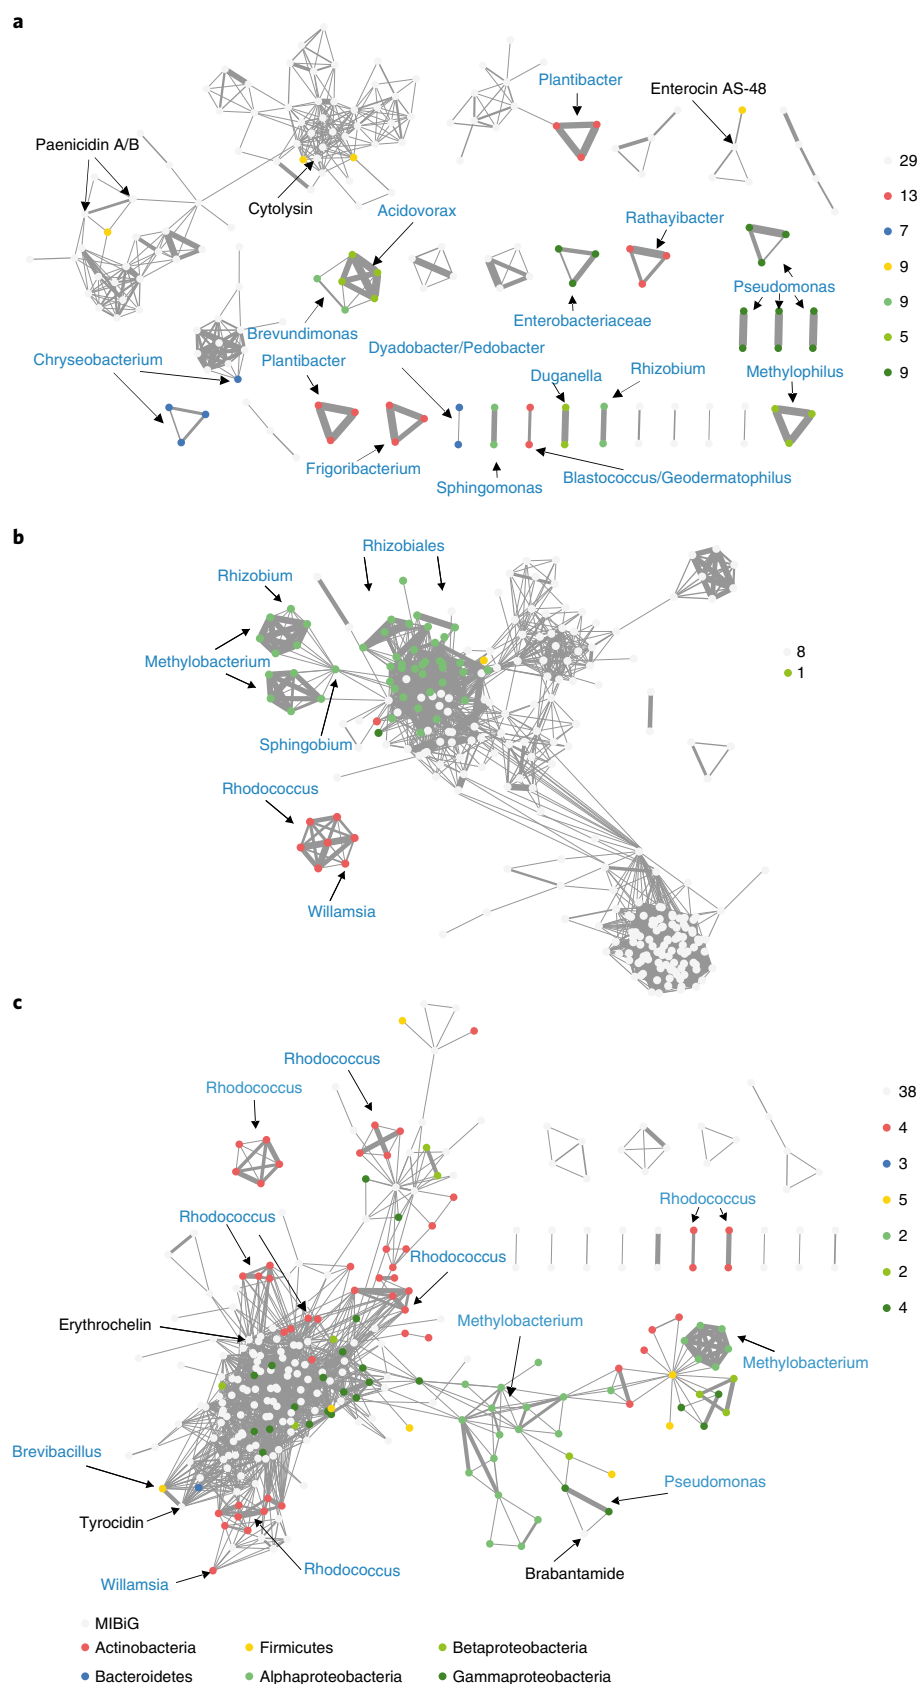 a
Plantibacter
Enterocin AS-48
Paenicidin A/B
29
13
Cytolysin
Acidovorax
Rathayibacter
7
9
Pseudomonas
9
Enterobacteriaceae
Brevundimonas
5
Chryseobacterium
Plantibacter
Dyadobacter/Pedobacter
Duganella
Rhizobium
Methylophilus
9
Frigoribacterium
Sphingomonas
Blastococcus/Geodermatophilus
b
Rhizobiales
Rhizobium
Methylobacterium
8
1
Sphingobium
Rhodococcus
Willamsia
c
Rhodococcus
Rhodococcus
38
4
3
Rhodococcus
5
Rhodococcus
2
Rhodococcus
2
4
Erythrochelin
Methylobacterium
Methylobacterium
Brevibacillus
Pseudomonas
Tyrocidin
Brabantamide
Rhodococcus
Willamsia
MIBiG
Actinobacteria
Firmicutes
Betaproteobacteria
Bacteroidetes
Alphaproteobacteria
Gammaproteobacteria